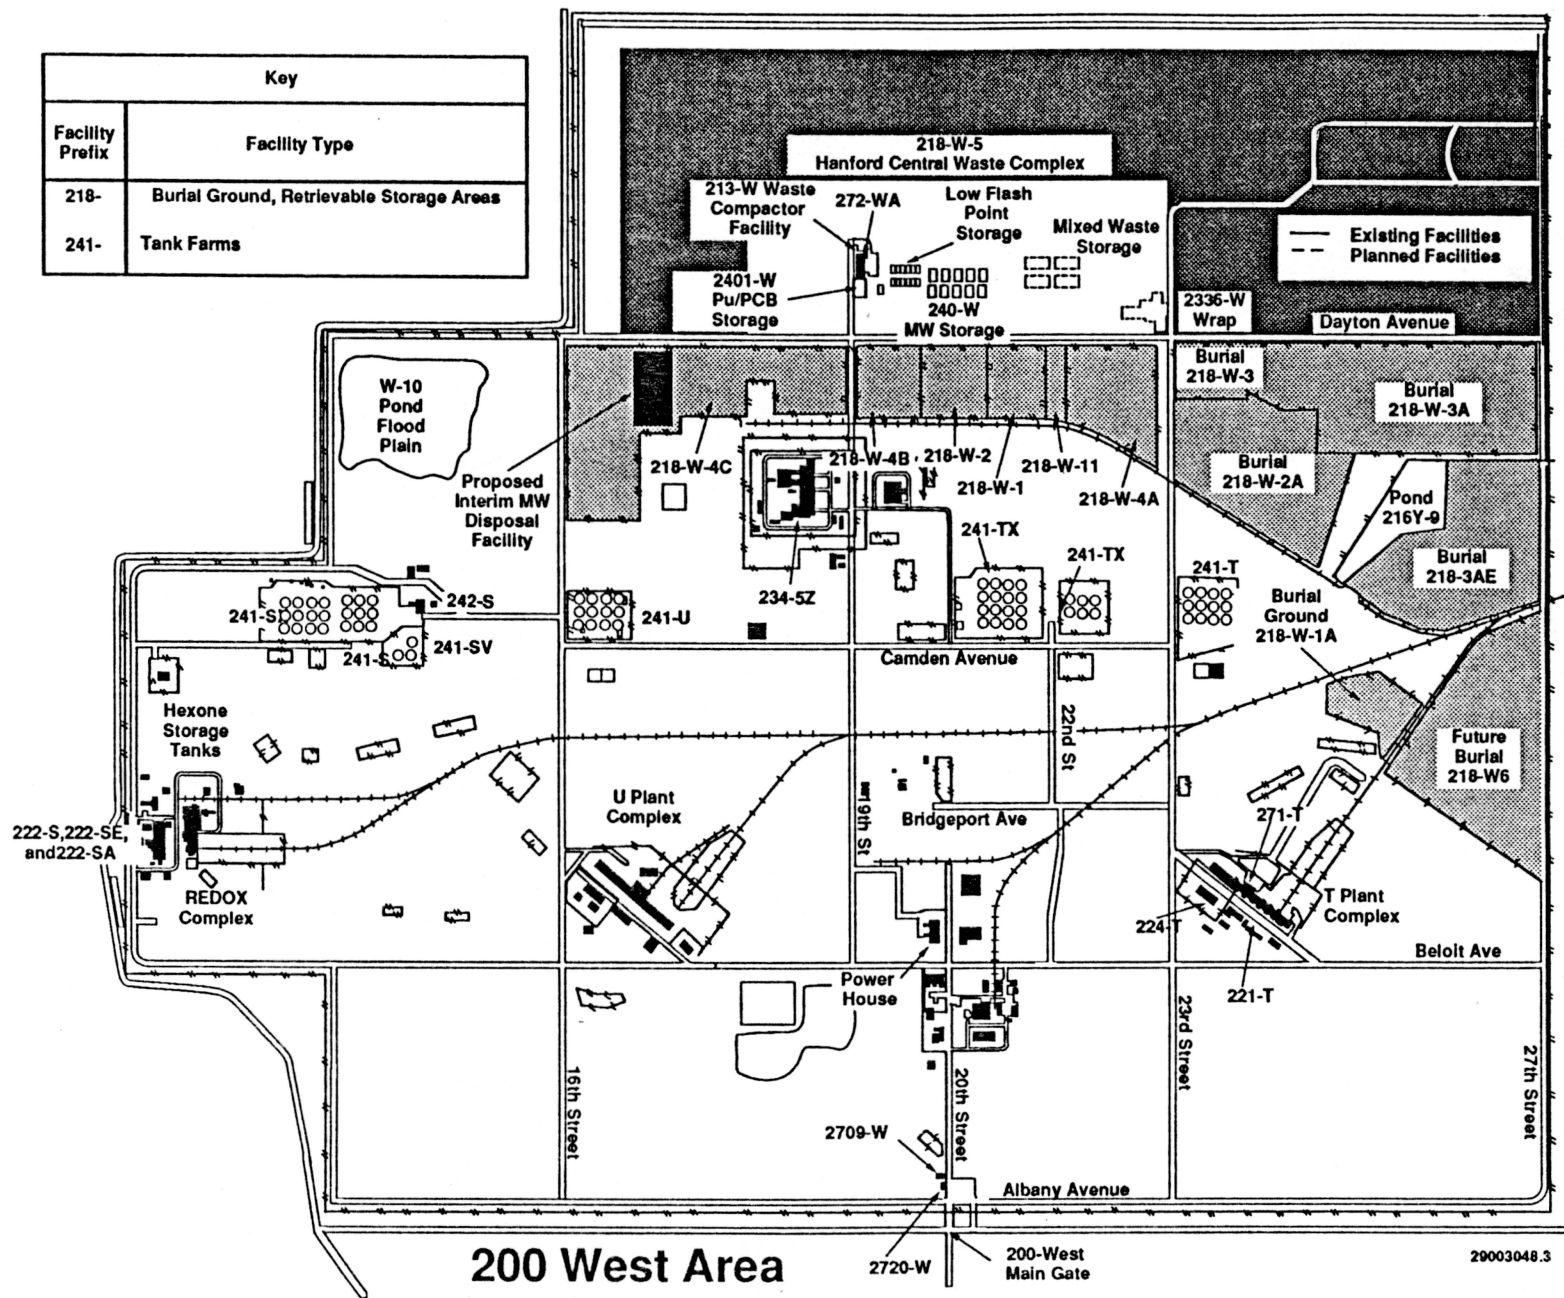 Key
Facility
Prefix
Facility Type
218-
Burial Ground, Retrievable Storage Areas
241-
Tank Farms
218-W-5
Hanford Central Waste Complex
213-W Waste
Compactor
Facility
272-WA
Low Flash
Point
Storage
Mixed Waste
Storage
Existing Facilities
Planned Facilities
2401-W
Pu/PCB
Storage
240-W
MW Storage
2336-W
Wrap
Dayton Avenue
W-10
Pond
Flood
Plain
Burial
218-W-3
Burial
218-W-3A
Proposed
Interim MW
Disposal
Facility
218-W-4C
218-W-4B
218-W-2
218-W-1
218-W-11
218-W-4A
Burial
218-W-2A
Pond
216Y-9
Burial
218-3AE
241-TX
241-TX
241-T
Burial
Ground
218-W-1A
234-5Z
242-S
241-S
241-S
241-SV
241-U
Camden Avenue
Hexone
Storage
Tanks
22nd St
Future
Burial
218-W6
U Plant
Complex
19th St
Bridgeport Ave
271-T
222-S,222-SE,
and222-SA
REDOX
Complex
T Plant
Complex
224-T
Beloit Ave
221-T
Power
House
16th Street
20th Street
23rd Street
27th Street
2709-W
Albany Avenue
200 West Area
2720-W
200-West
Main Gate
29003048.3